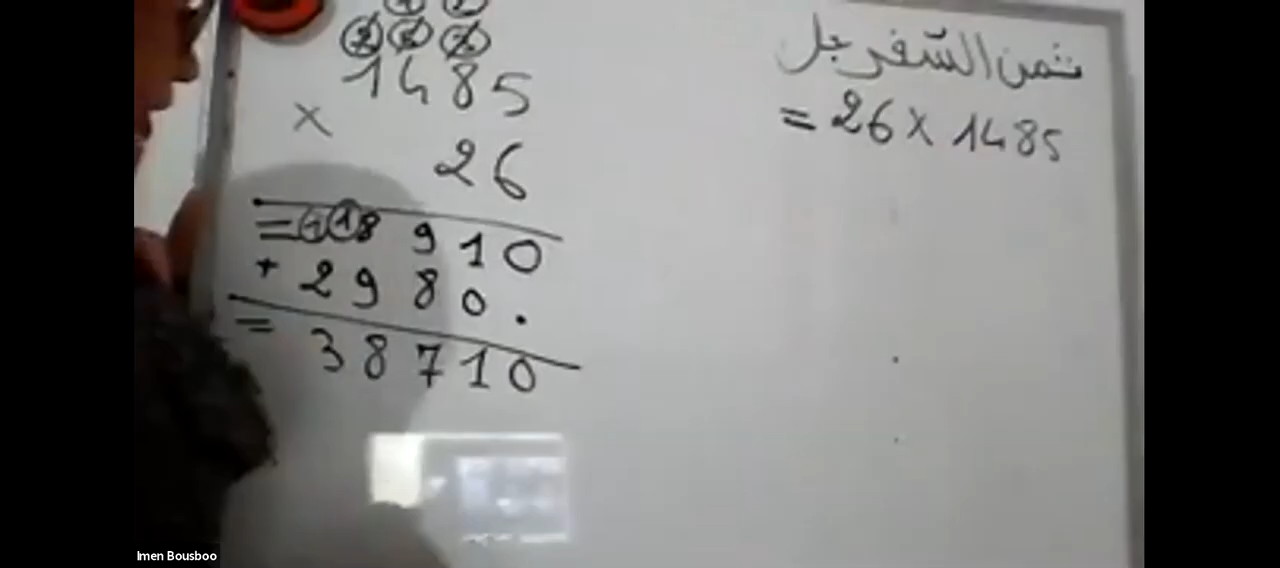 ثمن السفرجل
= 26 × 1485
1485
×
26
= 8910
+ 2980.
= 38710
Imen Bousboo